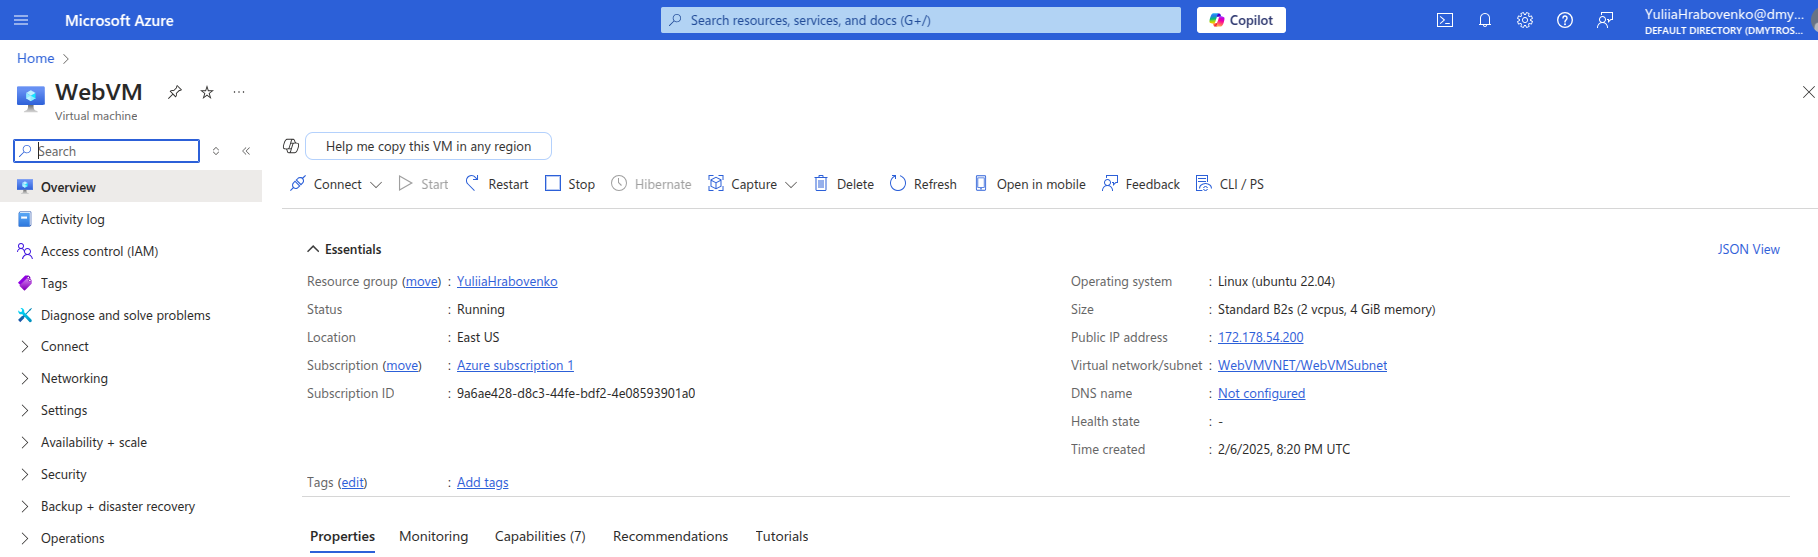 Microsoft Azure
Search resources, services, and docs (G+/)
Copilot
YuliiaHrabovenko@dmy...
DEFAULT DIRECTORY (DMYTROS...
Home
WebVM
Virtual machine
Search
Help me copy this VM in any region
Connect Start Restart Stop Hibernate Capture Delete Refresh Open in mobile Feedback CLI / PS
Overview
Activity log
Access control (IAM)
Tags
Diagnose and solve problems
Connect
Networking
Settings
Availability + scale
Security
Backup + disaster recovery
Operations
Essentials
JSON View
Resource group (move) : YuliiaHrabovenko
Status : Running
Location : East US
Subscription (move) : Azure subscription 1
Subscription ID : 9a6ae428-d8c3-44fe-bdf2-4e08593901a0
Operating system : Linux (ubuntu 22.04)
Size : Standard B2s (2 vcpus, 4 GiB memory)
Public IP address : 172.178.54.200
Virtual network/subnet : WebVMVNET/WebVMSubnet
DNS name : Not configured
Health state : -
Time created : 2/6/2025, 8:20 PM UTC
Tags (edit) : Add tags
Properties Monitoring Capabilities (7) Recommendations Tutorials